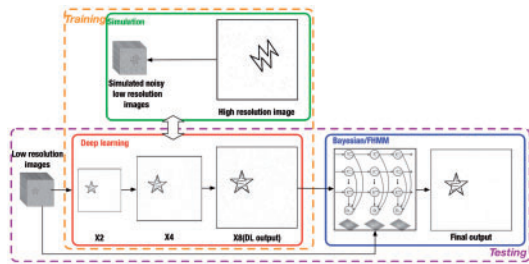 Training
Simulation
Simulated noisy
low resolution
images
High resolution image
Low resolution
images
Deep learning
X2
X4
X8(DL output)
Bayesian/FHMM
Final output
Testing